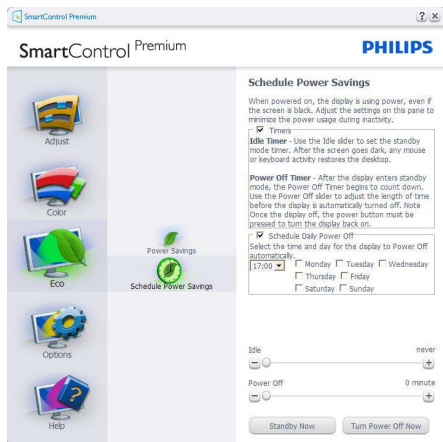 SmartControl Premium
SmartControl Premium
PHILIPS
Adjust
Color
Eco
Options
Help
Power Savings
Schedule Power Savings
Schedule Power Savings
When powered on, the display is using power, even if
the screen is black. Adjust the settings on this pane to
minimize the power usage during inactivity.
Timers
Idle Timer - Use the Idle slider to set the standby
mode timer. After the screen goes dark, any mouse
or keyboard activity restores the desktop.
Power Off Timer - After the display enters standby
mode, the Power Off Timer begins to count down.
Use the Power Off slider to adjust the length of time
before the display is automatically turned off. Note
Once the display off, the power button must be
pressed to turn the display back on.
Schedule Daily Power Off
Select the time and day for the display to Power Off
automatically.
17:00 Monday Tuesday Wednesday
Thursday Friday
Saturday Sunday
Idle never
Power Off 0 minute
Standby Now Turn Power Off Now